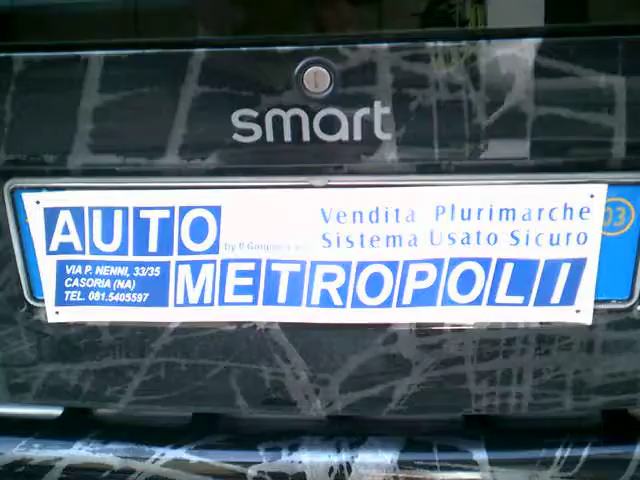 smart
AUTO
Vendita Plurimarche
Sistema Usato Sicuro
VIA P. NENNI, 33/35
CASORIA (NA)
TEL. 081.5405597
METROPOLI
03